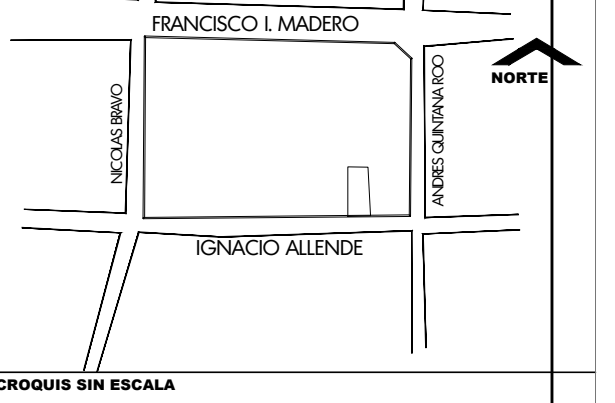 FRANCISCO I. MADERO
NORTE
NICOLAS BRAVO
ANDRES QUINTANA ROO
IGNACIO ALLENDE
CROQUIS SIN ESCALA